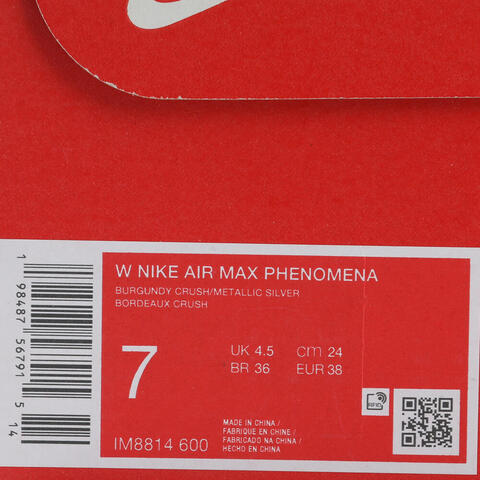 W NIKE AIR MAX PHENOMENA
BURGUNDY CRUSH/METALLIC SILVER
BORDEAUX CRUSH
7
UK 4.5 cm 24
BR 36 EUR 38
IM8814 600
MADE IN CHINA /
FABRIQUE EN CHINE /
FABRICADO NA CHINA /
HECHO EN CHINA
RFID
1 98487 56791 5 14